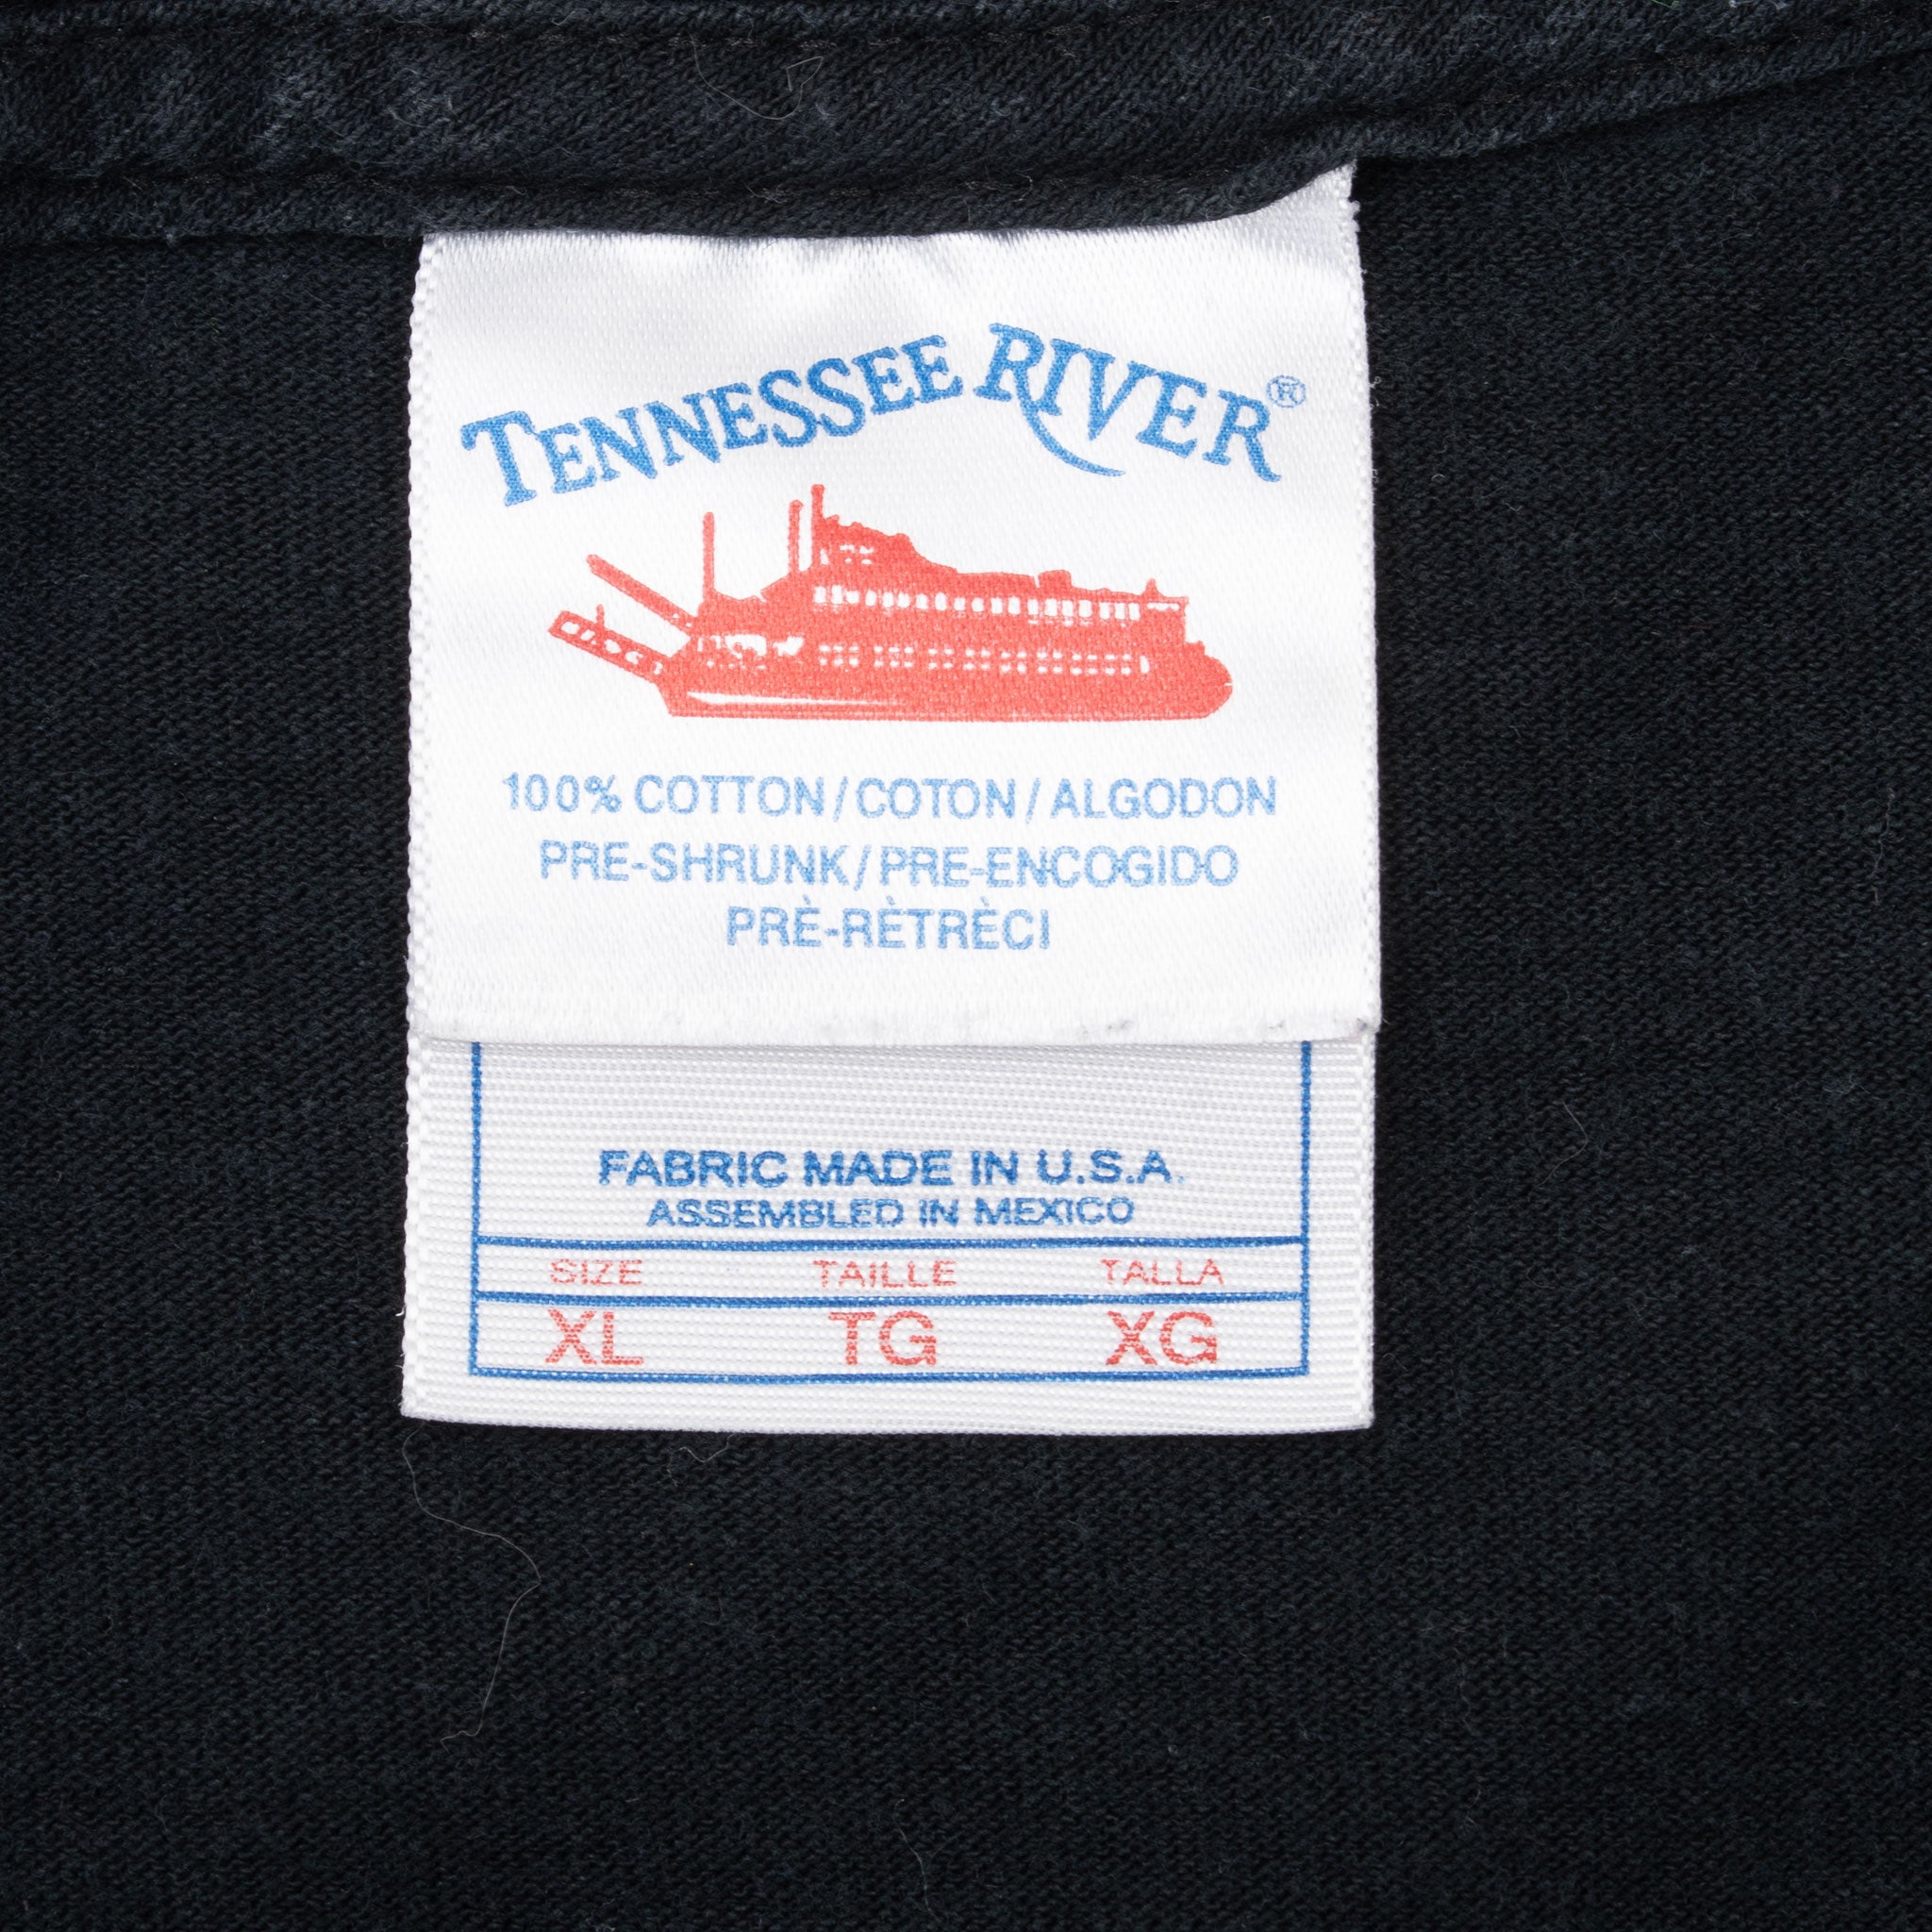 TENNESSEE RIVER®
100% COTTON/COTON/ALGODON
PRE-SHRUNK/PRE-ENCOGIDO
PRÈ-RÈTRÈCI
FABRIC MADE IN U.S.A.
ASSEMBLED IN MEXICO
SIZE TAILLE TALLA
XL TG XG